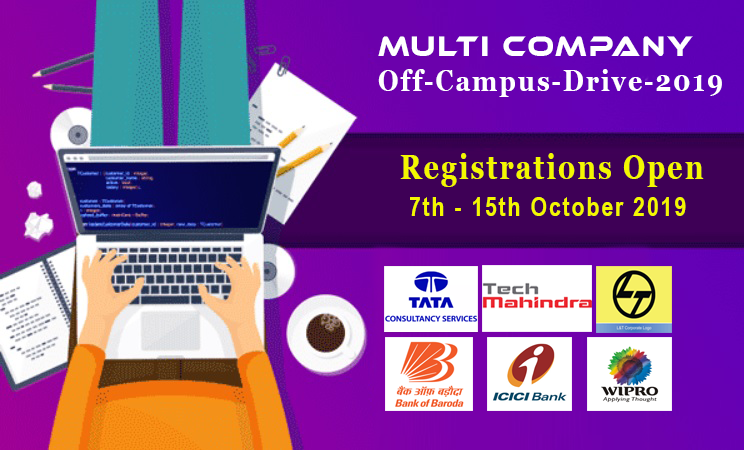 MULTI COMPANY
Off-Campus-Drive-2019
Registrations Open
7th - 15th October 2019
TATA
CONSULTANCY SERVICES
Tech
Mahindra
LT
L&T Corporate Logo
बैंक ऑफ़ बड़ौदा
Bank of Baroda
ICICI Bank
WIPRO
Applying Thought